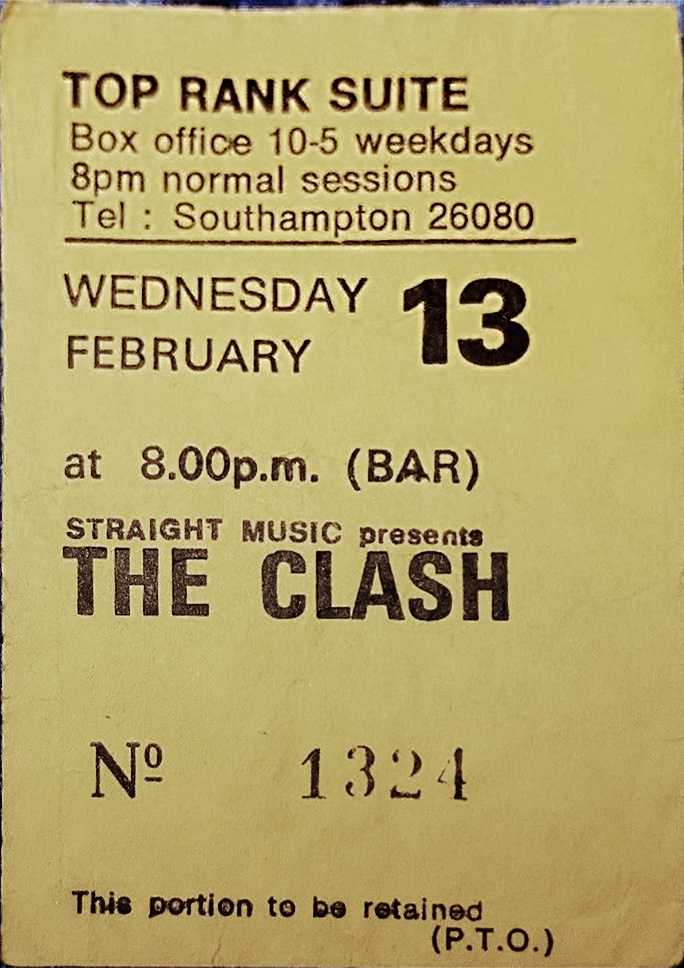 TOP RANK SUITE
Box office 10-5 weekdays
8pm normal sessions
Tel : Southampton 26080
WEDNESDAY 13
FEBRUARY
at 8.00p.m. (BAR)
STRAIGHT MUSIC presents
THE CLASH
Nº 1324
This portion to be retained
(P.T.O.)